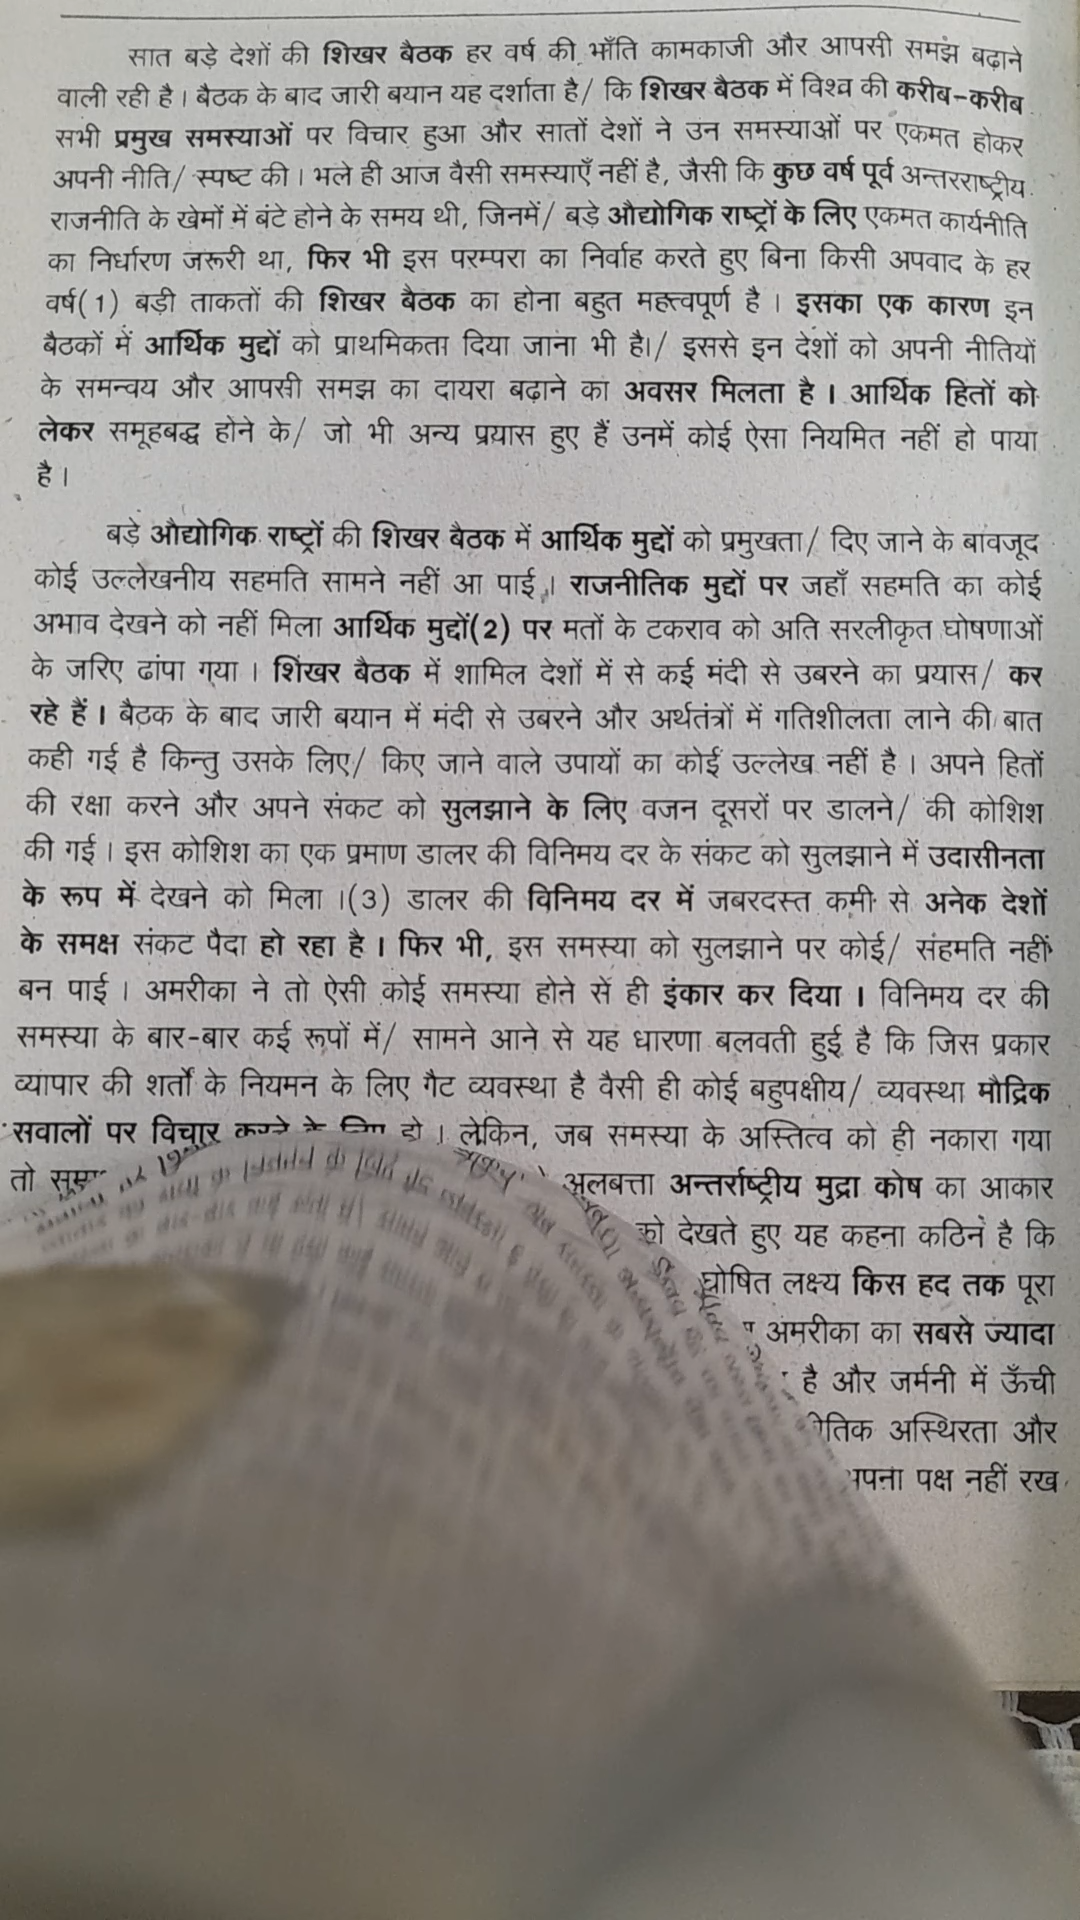 सात बड़े देशों की शिखर बैठक हर वर्ष की भाँति कामकाजी और आपसी समझ बढ़ाने
वाली रही है। बैठक के बाद जारी बयान यह दर्शाता है/ कि शिखर बैठक में विश्व की करीब-करीब
सभी प्रमुख समस्याओं पर विचार हुआ और सातों देशों ने उन समस्याओं पर एकमत होकर
अपनी नीति/ स्पष्ट की। भले ही आज वैसी समस्याएँ नहीं है, जैसी कि कुछ वर्ष पूर्व अन्तरराष्ट्रीय
राजनीति के खेमों में बंटे होने के समय थी, जिनमें/ बड़े औद्योगिक राष्ट्रों के लिए एकमत कार्यनीति
का निर्धारण जरूरी था, फिर भी इस परम्परा का निर्वाह करते हुए बिना किसी अपवाद के हर
वर्ष(1) बड़ी ताकतों की शिखर बैठक का होना बहुत महत्त्वपूर्ण है। इसका एक कारण इन
बैठकों में आर्थिक मुद्दों को प्राथमिकता दिया जाना भी है।/ इससे इन देशों को अपनी नीतियों
के समन्वय और आपसी समझ का दायरा बढ़ाने का अवसर मिलता है। आर्थिक हितों को
लेकर समूहबद्ध होने के/ जो भी अन्य प्रयास हुए हैं उनमें कोई ऐसा नियमित नहीं हो पाया
है।
बड़े औद्योगिक राष्ट्रों की शिखर बैठक में आर्थिक मुद्दों को प्रमुखता/ दिए जाने के बावजूद
कोई उल्लेखनीय सहमति सामने नहीं आ पाई। राजनीतिक मुद्दों पर जहाँ सहमति का कोई
अभाव देखने को नहीं मिला आर्थिक मुद्दों(2) पर मतों के टकराव को अति सरलीकृत घोषणाओं
के जरिए ढांपा गया। शिखर बैठक में शामिल देशों में से कई मंदी से उबरने का प्रयास/ कर
रहे हैं। बैठक के बाद जारी बयान में मंदी से उबरने और अर्थतंत्रों में गतिशीलता लाने की बात
कही गई है किन्तु उसके लिए/ किए जाने वाले उपायों का कोई उल्लेख नहीं है। अपने हितों
की रक्षा करने और अपने संकट को सुलझाने के लिए वजन दूसरों पर डालने/ की कोशिश
की गई। इस कोशिश का एक प्रमाण डालर की विनिमय दर के संकट को सुलझाने में उदासीनता
के रूप में देखने को मिला।(3) डालर की विनिमय दर में जबरदस्त कमी से अनेक देशों
के समक्ष संकट पैदा हो रहा है। फिर भी, इस समस्या को सुलझाने पर कोई/ सहमति नहीं
बन पाई। अमरीका ने तो ऐसी कोई समस्या होने से ही इंकार कर दिया। विनिमय दर की
समस्या के बार-बार कई रूपों में/ सामने आने से यह धारणा बलवती हुई है कि जिस प्रकार
व्यापार की शर्तों के नियमन के लिए गैट व्यवस्था है वैसी ही कोई बहुपक्षीय/ व्यवस्था मौद्रिक
सवालों पर विचार करने के लिए हो। लेकिन, जब समस्या के अस्तित्व को ही नकारा गया
तो अलबत्ता अन्तर्राष्ट्रीय मुद्रा कोष का आकार
को देखते हुए यह कहना कठिन है कि
घोषित लक्ष्य किस हद तक पूरा
अमरीका का सबसे ज्यादा
है और जर्मनी में ऊँची
अस्थिरता और
अपना पक्ष नहीं रख